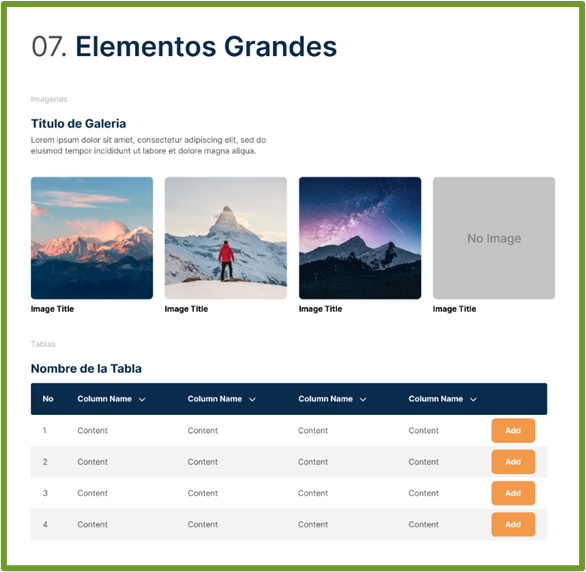 07. Elementos Grandes
Imagenes
Titulo de Galeria
Lorem ipsum dolor sit amet, consectetur adipiscing elit, sed do
eiusmod tempor incididunt ut labore et dolore magna aliqua.
No Image
Image Title Image Title Image Title Image Title
Tablas
Nombre de la Tabla
No Column Name Column Name Column Name Column Name
1 Content Content Content Content Add
2 Content Content Content Content Add
3 Content Content Content Content Add
4 Content Content Content Content Add